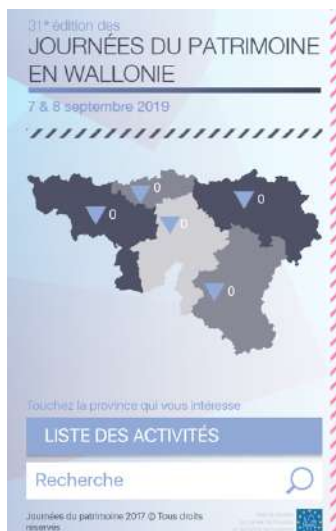 31e édition des
JOURNÉES DU PATRIMOINE
EN WALLONIE
7 & 8 septembre 2019
0
0
0
0
0
Touchez la province qui vous intéresse
LISTE DES ACTIVITÉS
Recherche
Journées du patrimoine 2017 © Tous droits
reservés